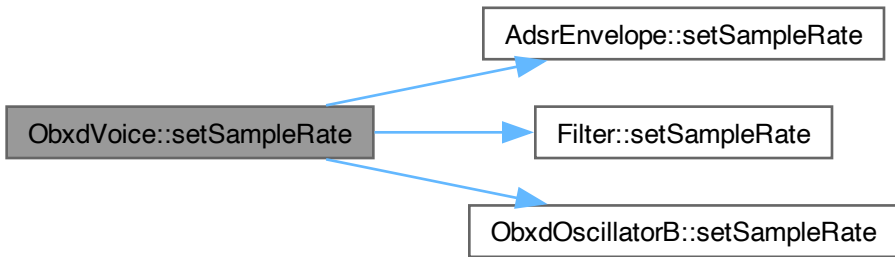 AdsrEnvelope::setSampleRate
ObxdVoice::setSampleRate
Filter::setSampleRate
ObxdOscillatorB::setSampleRate